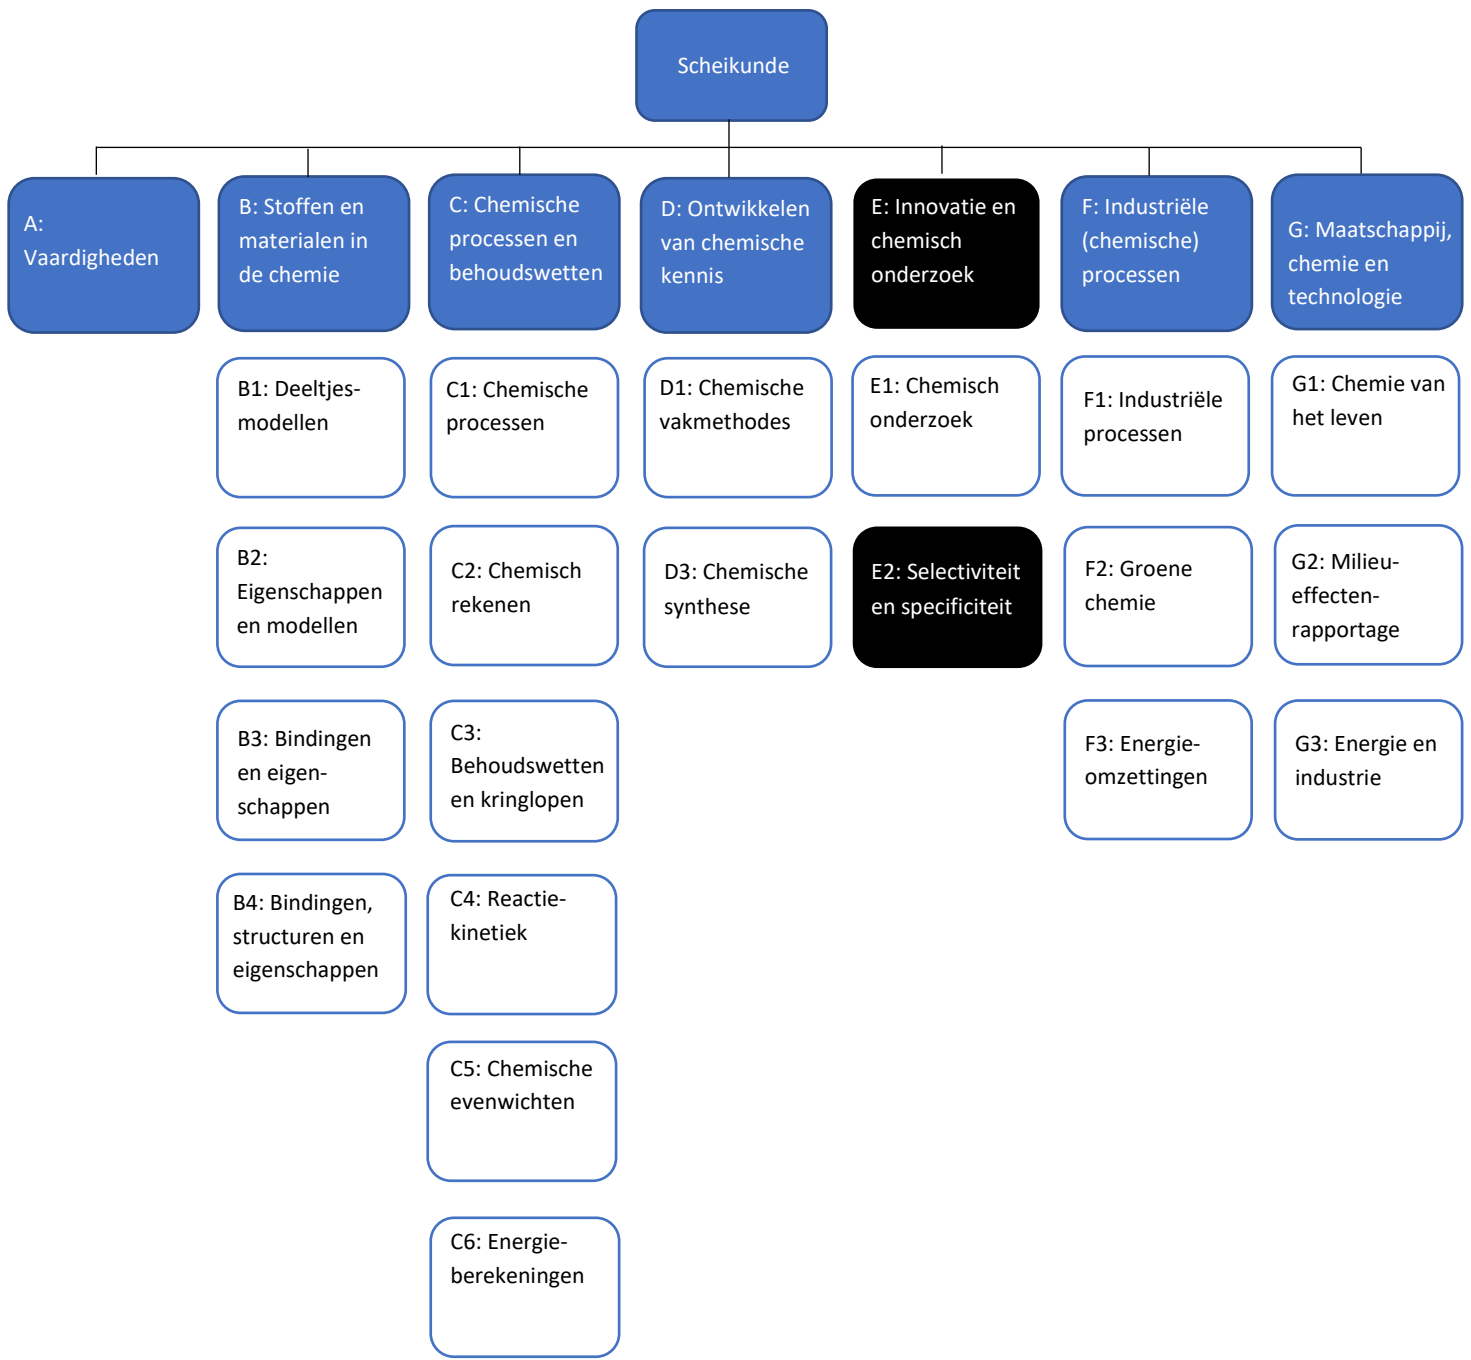 Scheikunde
A:
Vaardigheden
B: Stoffen en
materialen in
de chemie
C: Chemische
processen en
behoudswetten
D: Ontwikkelen
van chemische
kennis
E: Innovatie en
chemisch
onderzoek
F: Industriële
(chemische)
processen
G: Maatschappij,
chemie en
technologie
B1: Deeltjes-
modellen
C1: Chemische
processen
D1: Chemische
vakmethodes
E1: Chemisch
onderzoek
F1: Industriële
processen
G1: Chemie van
het leven
B2:
Eigenschappen
en modellen
C2: Chemisch
rekenen
D3: Chemische
synthese
E2: Selectiviteit
en specificiteit
F2: Groene
chemie
G2: Milieu-
effecten-
rapportage
B3: Bindingen
en eigen-
schappen
C3:
Behoudswetten
en kringlopen
F3: Energie-
omzettingen
G3: Energie en
industrie
B4: Bindingen,
structuren en
eigenschappen
C4: Reactie-
kinetiek
C5: Chemische
evenwichten
C6: Energie-
berekeningen